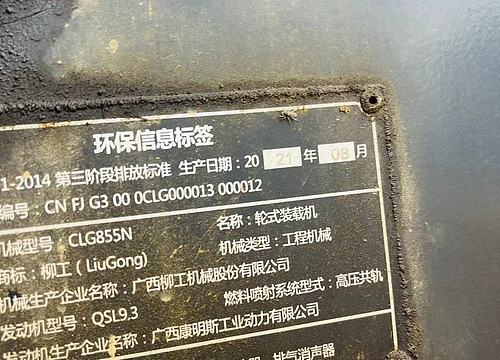 环保信息标签
1-2014 第三阶段排放标准 生产日期：20 21 年 08 月
编号：CN FJ G3 00 0CLG000013 000012
机械型号：CLG855N 名称：轮式装载机
商标：柳工（LiuGong） 机械类型：工程机械
机械生产企业名称：广西柳工机械股份有限公司
发动机型号：QSL9.3 燃料喷射系统型式：高压共轨
发动机生产企业名称：广西康明斯工业动力有限公司
排气消声器